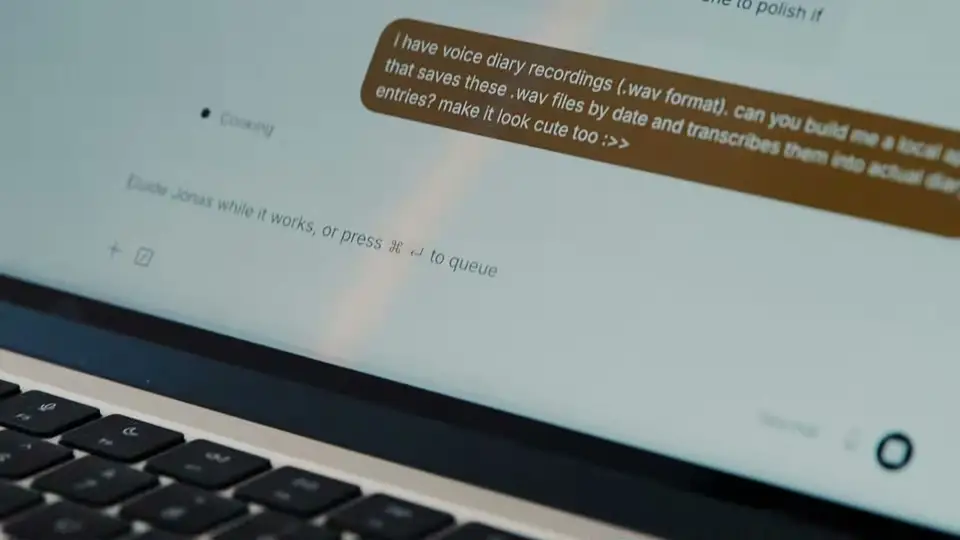 to polish if
I have voice diary recordings (.wav format). can you build me a local
that saves these .wav files by date and transcribes them into actual
entries? make it look cute too :>>
Cooking
Guide Jonas while it works, or press ⌘ ↵ to queue
F5
F6